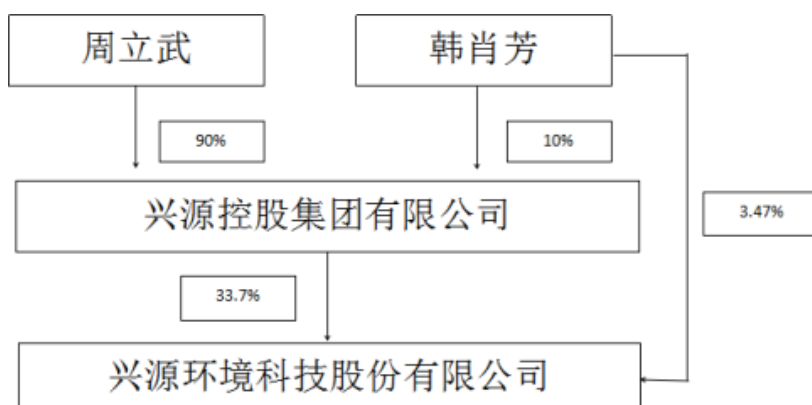 周立武
韩肖芳
90%
10%
兴源控股集团有限公司
3.47%
33.7%
兴源环境科技股份有限公司